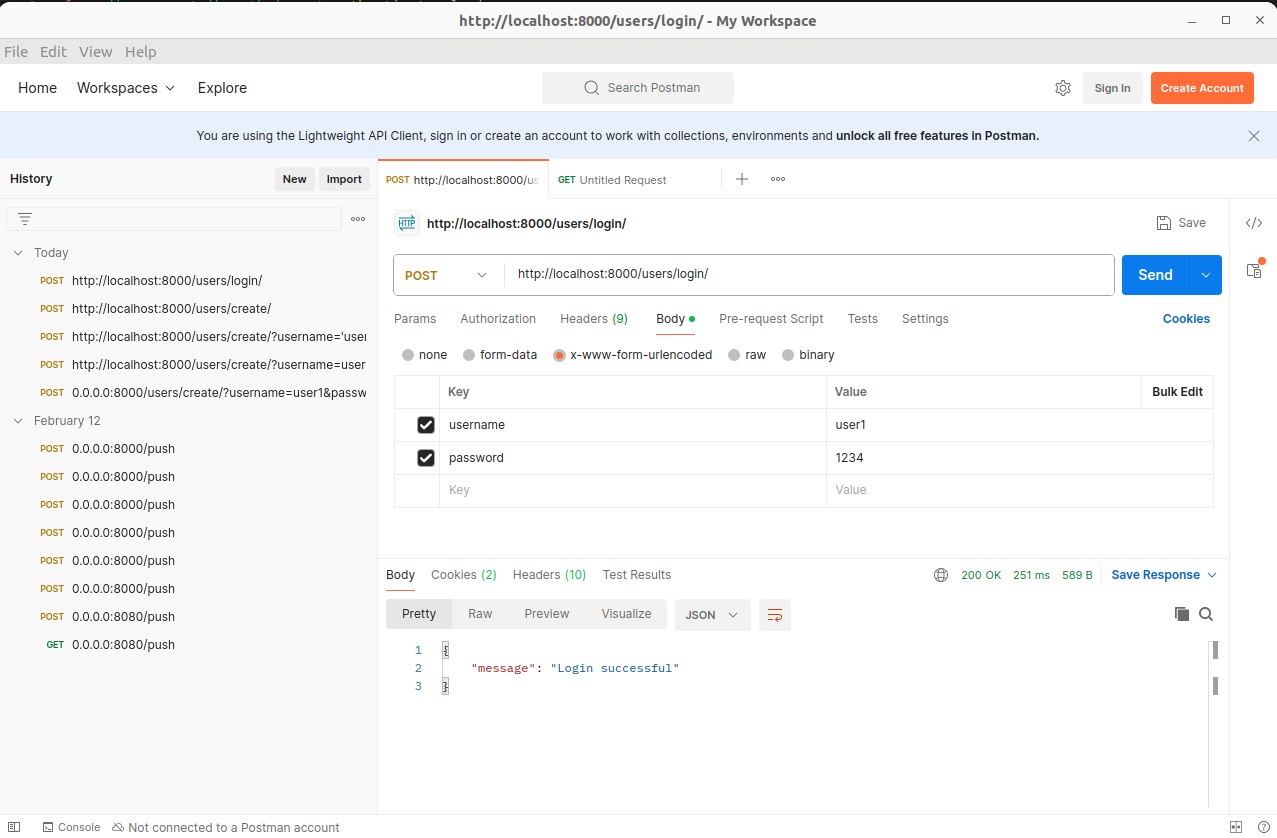 http://localhost:8000/users/login/ - My Workspace
File Edit View Help
Home Workspaces Explore Search Postman Sign In Create Account
You are using the Lightweight API Client, sign in or create an account to work with collections, environments and unlock all free features in Postman.
History New Import
POST http://localhost:8000/us GET Untitled Request
HTTP http://localhost:8000/users/login/ Save
Today
POST http://localhost:8000/users/login/
POST http://localhost:8000/users/create/
POST http://localhost:8000/users/create/?username='user
POST http://localhost:8000/users/create/?username=user
POST 0.0.0.0:8000/users/create/?username=user1&passw
February 12
POST 0.0.0.0:8000/push
POST 0.0.0.0:8000/push
POST 0.0.0.0:8000/push
POST 0.0.0.0:8000/push
POST 0.0.0.0:8000/push
POST 0.0.0.0:8000/push
POST 0.0.0.0:8080/push
GET 0.0.0.0:8080/push
POST http://localhost:8000/users/login/ Send
Params Authorization Headers (9) Body Pre-request Script Tests Settings Cookies
none form-data x-www-form-urlencoded raw binary
Key Value Bulk Edit
username user1
password 1234
Key Value
Body Cookies (2) Headers (10) Test Results 200 OK 251 ms 589 B Save Response
Pretty Raw Preview Visualize JSON
1 {
2 "message": "Login successful"
3 }
Console Not connected to a Postman account